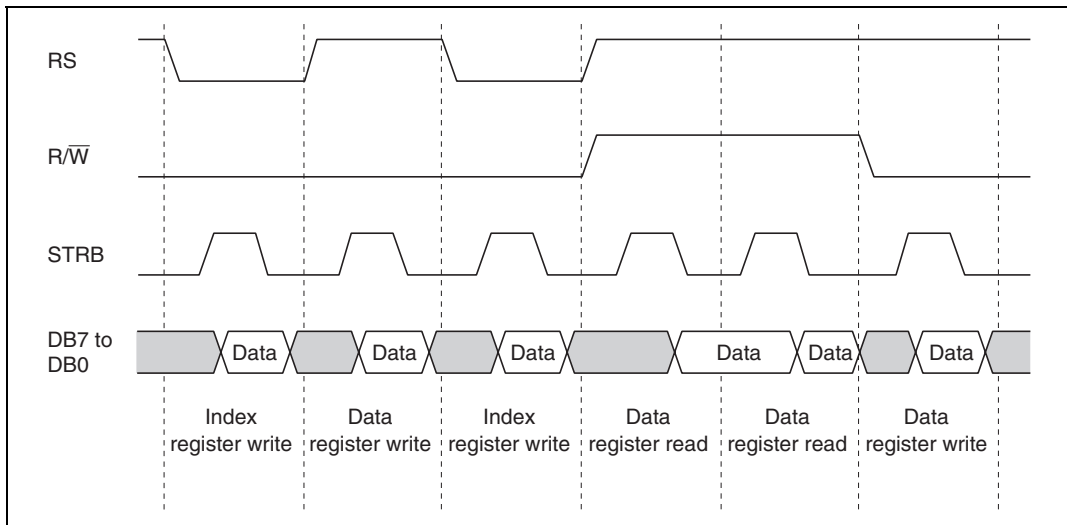 RS
R/W̅
STRB
DB7 to
DB0
Data
Data
Data
Data
Data
Data
Index
register write
Data
register write
Index
register write
Data
register read
Data
register read
Data
register write